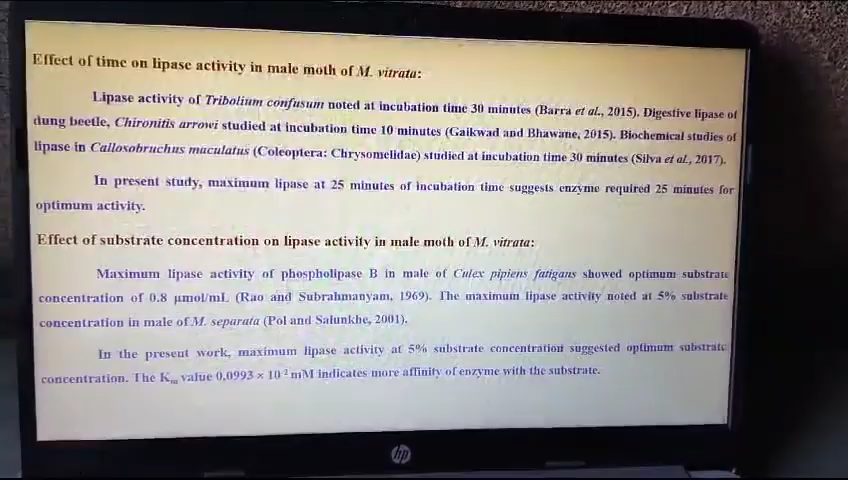 Effect of time on lipase activity in male moth of M. vitrata:
Lipase activity of Tribolium confusum noted at incubation time 30 minutes (Barra et al., 2015). Digestive lipase of
dung beetle, Chironitis arrowi studied at incubation time 10 minutes (Gaikwad and Bhawane, 2015). Biochemical studies of
lipase in Callosobruchus maculatus (Coleoptera: Chrysomelidae) studied at incubation time 30 minutes (Silva et al., 2017).
In present study, maximum lipase at 25 minutes of incubation time suggests enzyme required 25 minutes for
optimum activity.
Effect of substrate concentration on lipase activity in male moth of M. vitrata:
Maximum lipase activity of phospholipase B in male of Culex pipiens fatigans showed optimum substrate
concentration of 0.8 µmol/mL (Rao and Subrahmanyam, 1969). The maximum lipase activity noted at 5% substrate
concentration in male of M. separata (Pol and Salunkhe, 2001).
In the present work, maximum lipase activity at 5% substrate concentration suggested optimum substrate
concentration. The Km value 0.0993 × 10⁻² mM indicates more affinity of enzyme with the substrate.
hp